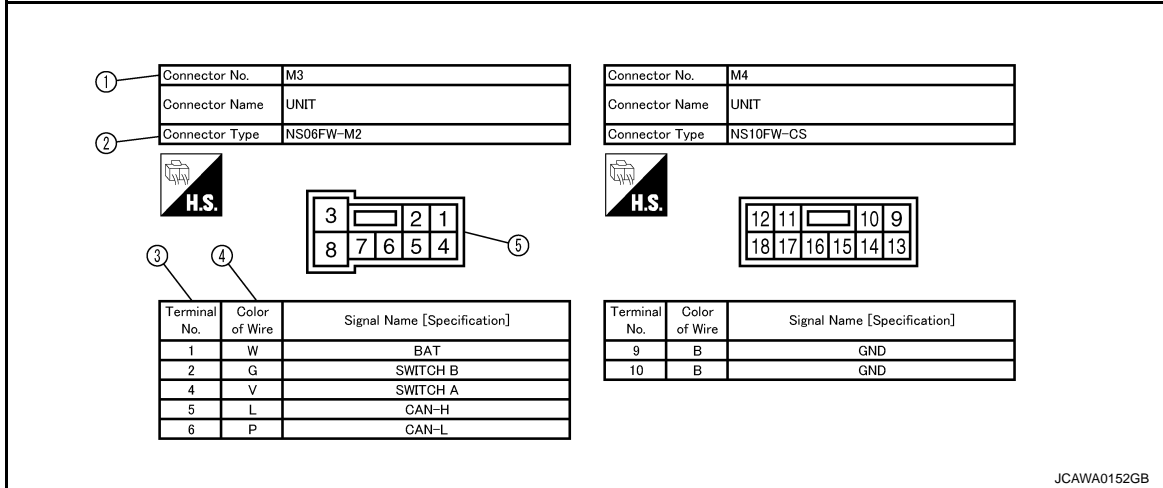 ① Connector No. M3
Connector Name UNIT
② Connector Type NS06FW-M2
H.S.
3 2 1
8 7 6 5 4
⑤
③ ④
Terminal No. Color of Wire Signal Name [Specification]
1 W BAT
2 G SWITCH B
4 V SWITCH A
5 L CAN-H
6 P CAN-L
Connector No. M4
Connector Name UNIT
Connector Type NS10FW-CS
H.S.
12 11 10 9
18 17 16 15 14 13
Terminal No. Color of Wire Signal Name [Specification]
9 B GND
10 B GND
JCAWA0152GB